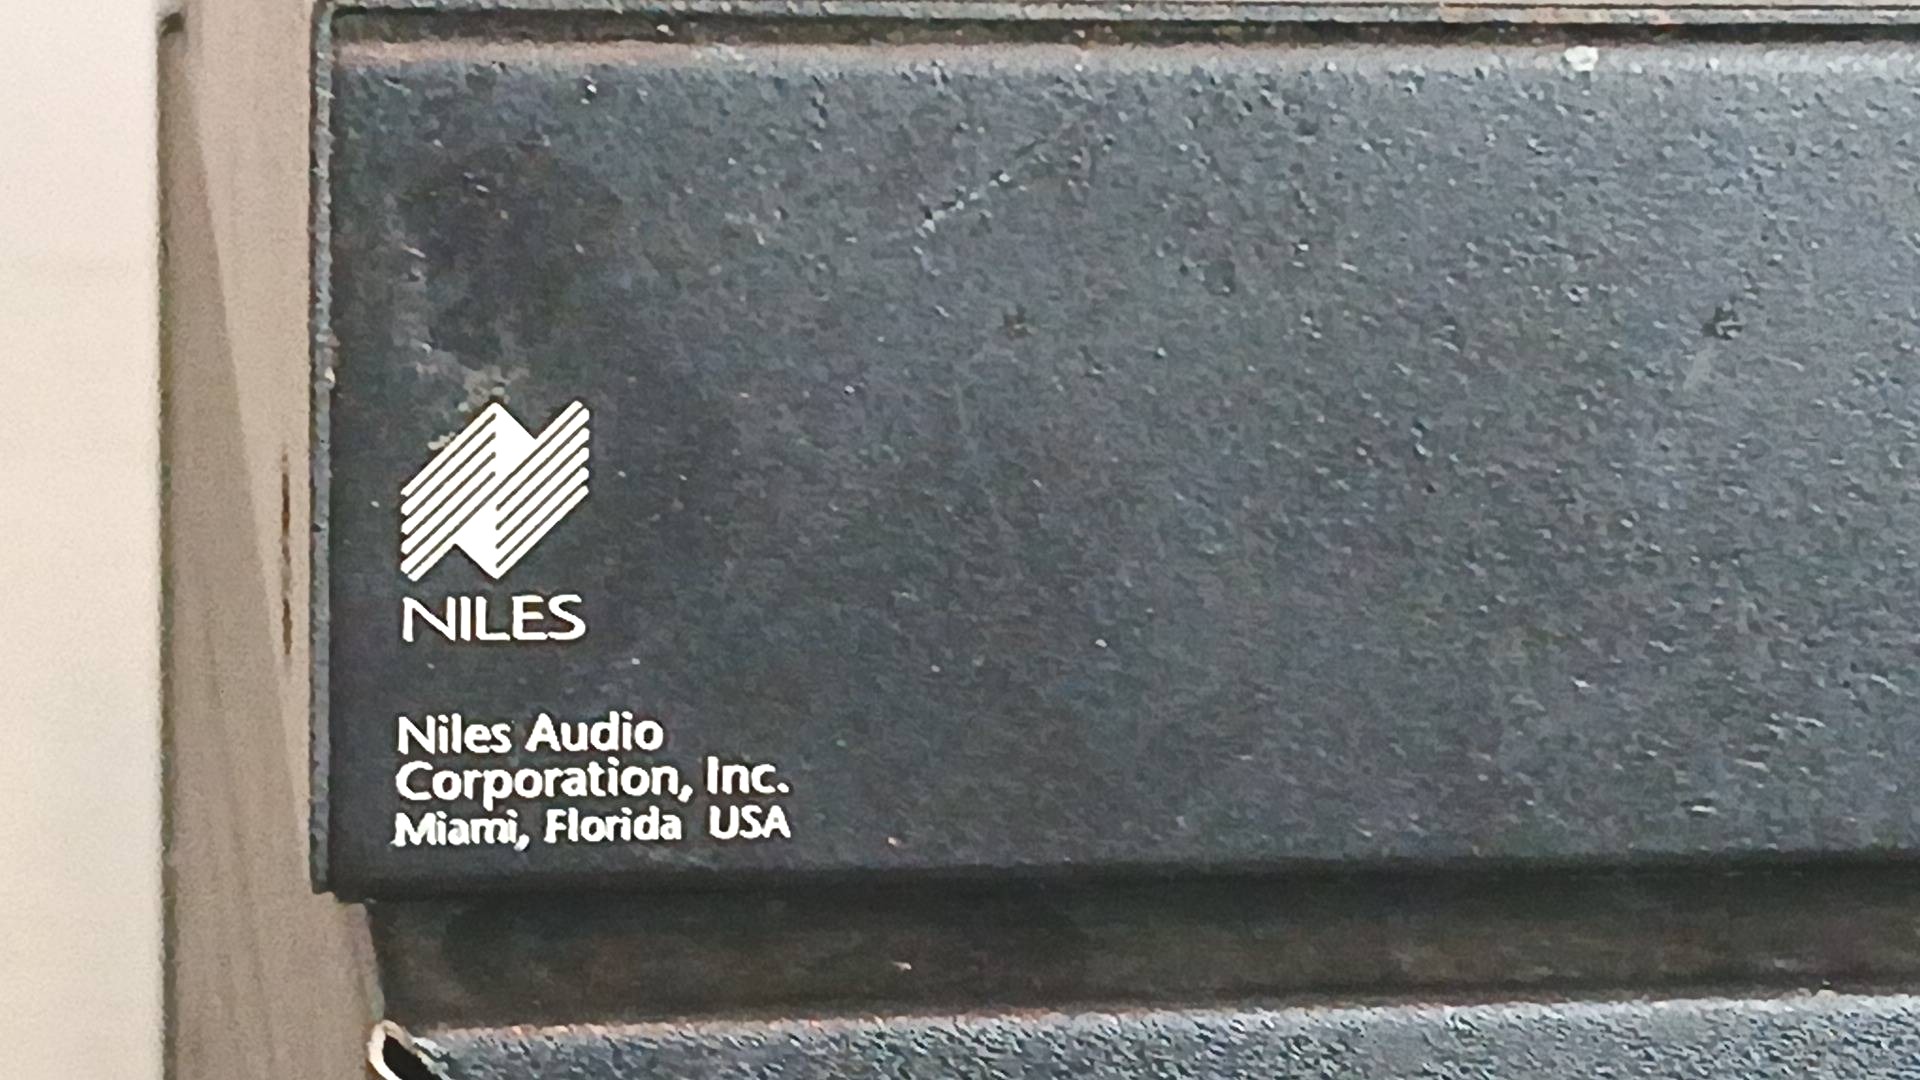 NILES
Niles Audio
Corporation, Inc.
Miami, Florida USA